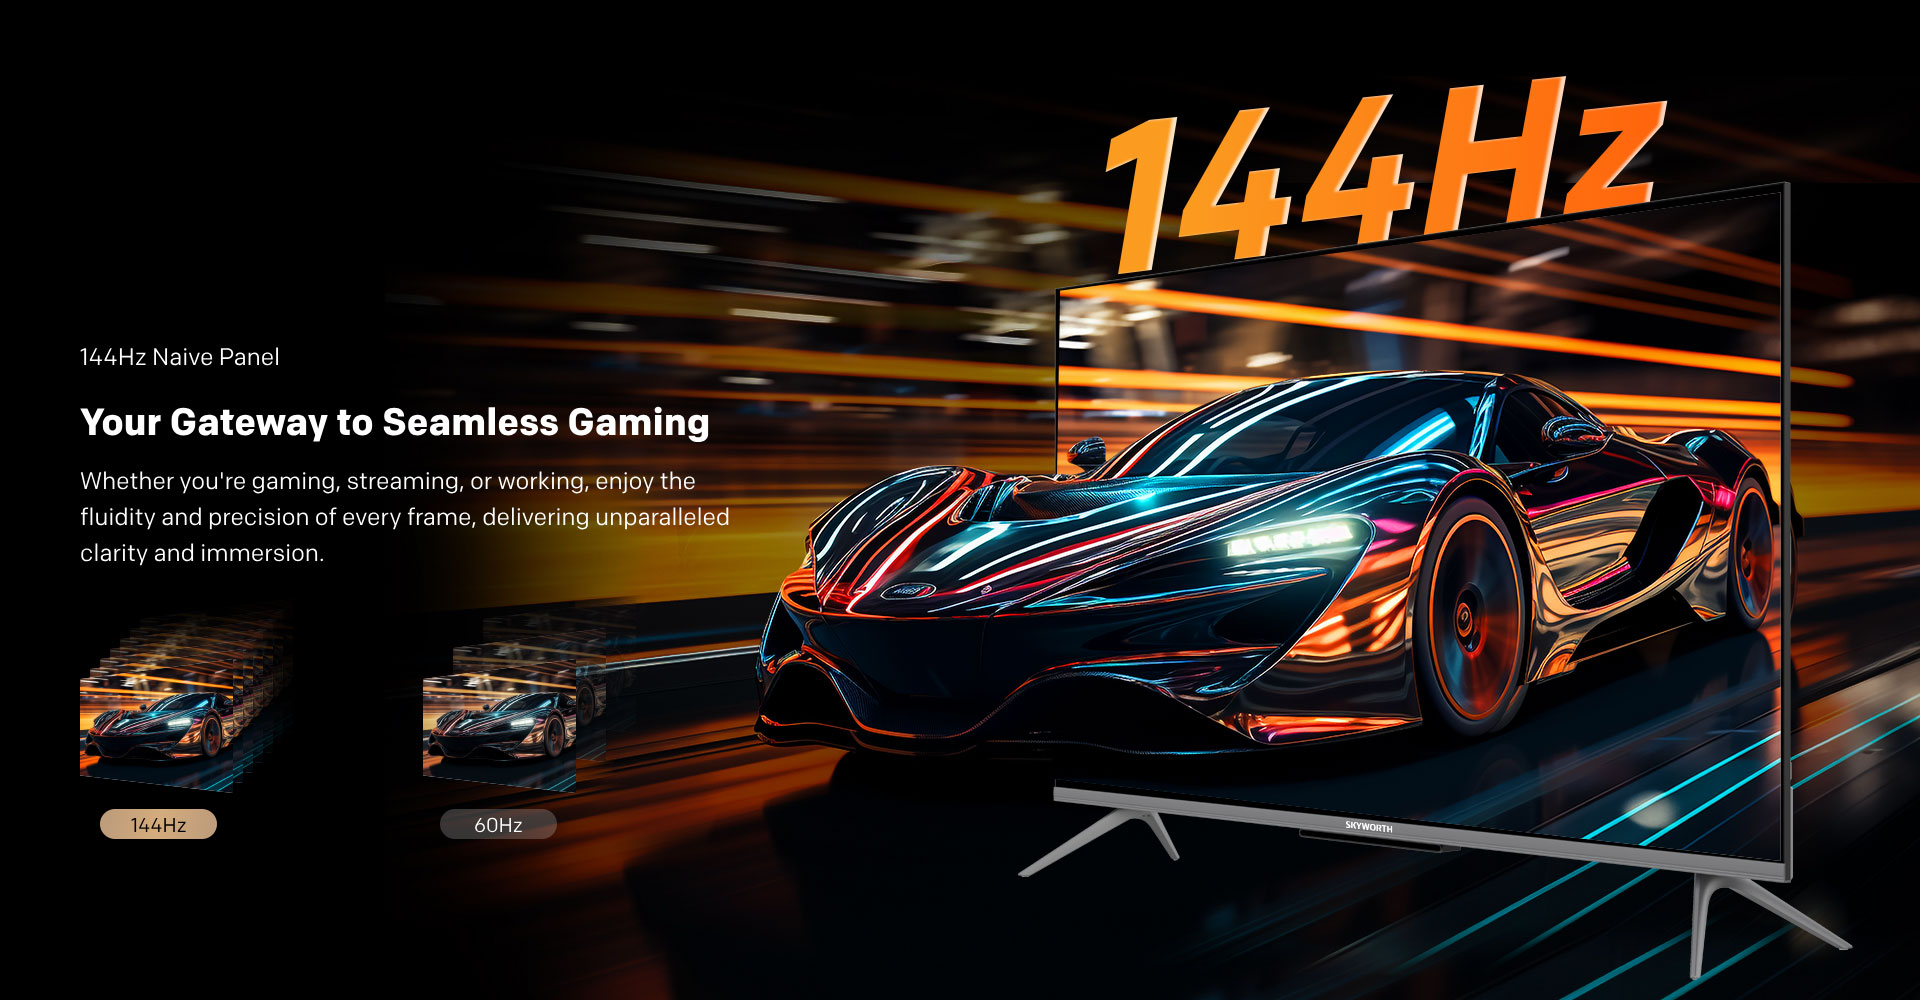 144Hz
144Hz Naive Panel
Your Gateway to Seamless Gaming
Whether you're gaming, streaming, or working, enjoy the
fluidity and precision of every frame, delivering unparalleled
clarity and immersion.
144Hz
60Hz
SKYWORTH